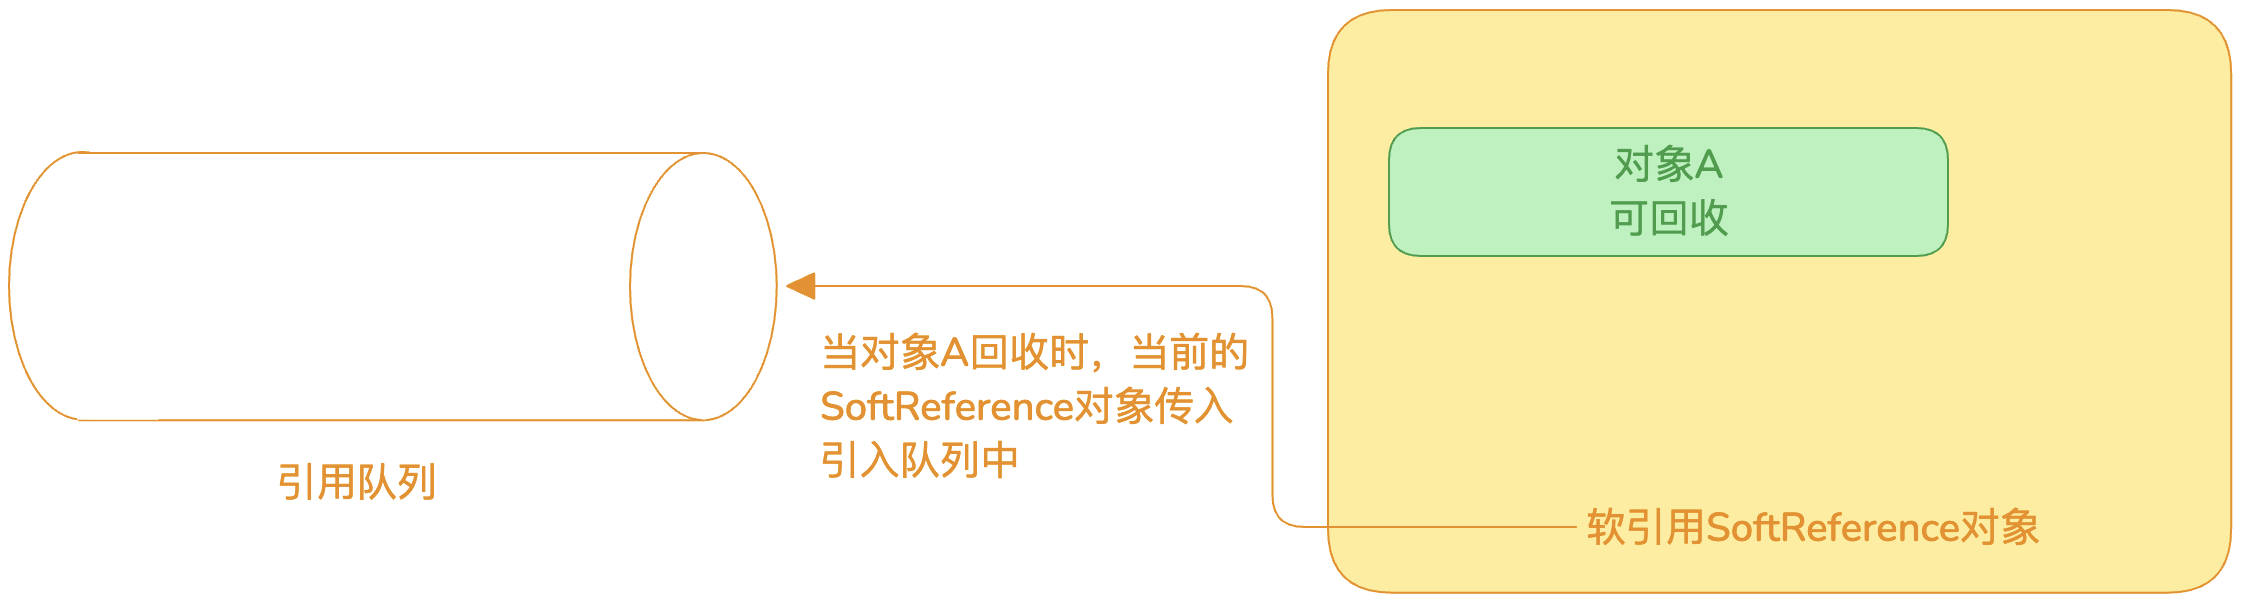 对象A
可回收
当对象A回收时，当前的
SoftReference对象传入
引入队列中
引用队列
软引用SoftReference对象